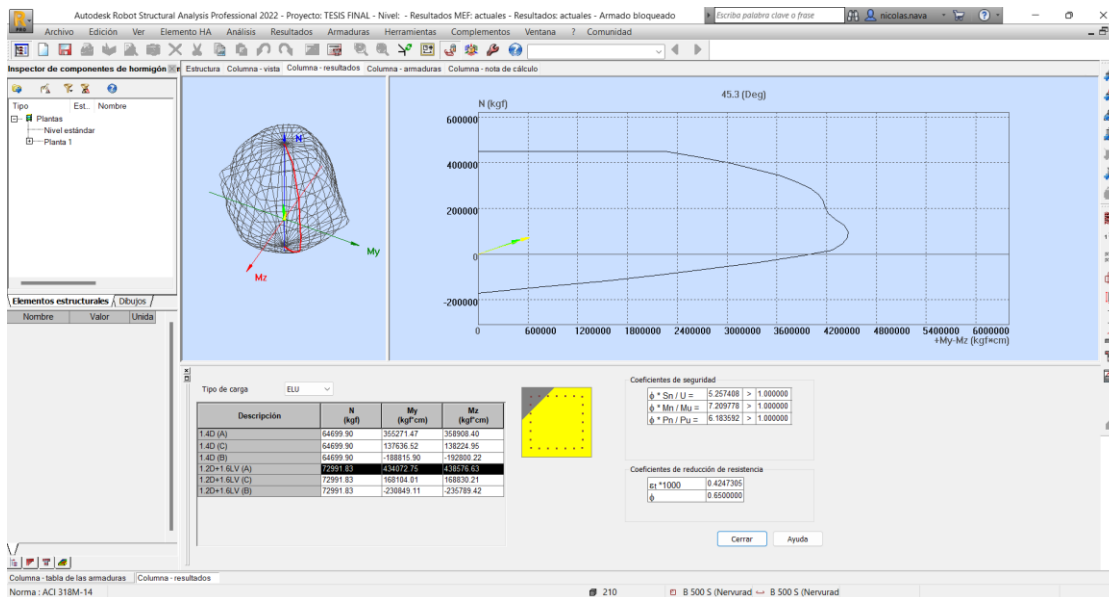 Autodesk Robot Structural Analysis Professional 2022 - Proyecto: TESIS FINAL - Nivel: - Resultados MEF: actuales - Resultados: actuales - Armado bloqueado
Escriba palabra clave o frase
nicolas.nava
PRO
Archivo Edición Ver Elemento HA Análisis Resultados Armaduras Herramientas Complementos Ventana ? Comunidad
Inspector de componentes de hormigón
Estructura Columna - vista Columna - resultados Columna - armaduras Columna - nota de cálculo
Tipo Est.. Nombre
Plantas
Nivel estándar
Planta 1
N
My
Mz
45.3 (Deg)
N (kgf)
600000
400000
200000
0
-200000
0 600000 1200000 1800000 2400000 3000000 3600000 4200000 4800000 5400000 6000000
+My-Mz (kgf*cm)
Elementos estructurales Dibujos
Nombre Valor Unida
Tipo de carga ELU
Descripción N (kgf) My (kgf*cm) Mz (kgf*cm)
1.4D (A) 64699.90 355271.47 358908.40
1.4D (C) 64699.90 137636.52 138224.95
1.4D (B) 64699.90 -188815.90 -192800.22
1.2D+1.6LV (A) 72991.83 434072.75 438576.63
1.2D+1.6LV (C) 72991.83 168104.01 168830.21
1.2D+1.6LV (B) 72991.83 -230849.11 -235789.42
Coeficientes de seguridad
ϕ * Sn / U = 5.257408 > 1.000000
ϕ * Mn / Mu = 7.209778 > 1.000000
ϕ * Pn / Pu = 6.183592 > 1.000000
Coeficientes de reducción de resistencia
εt *1000 0.4247305
ϕ 0.6500000
Cerrar Ayuda
Columna - tabla de las armaduras Columna - resultados
Norma : ACI 318M-14
210
B 500 S (Nervurad
B 500 S (Nervurad